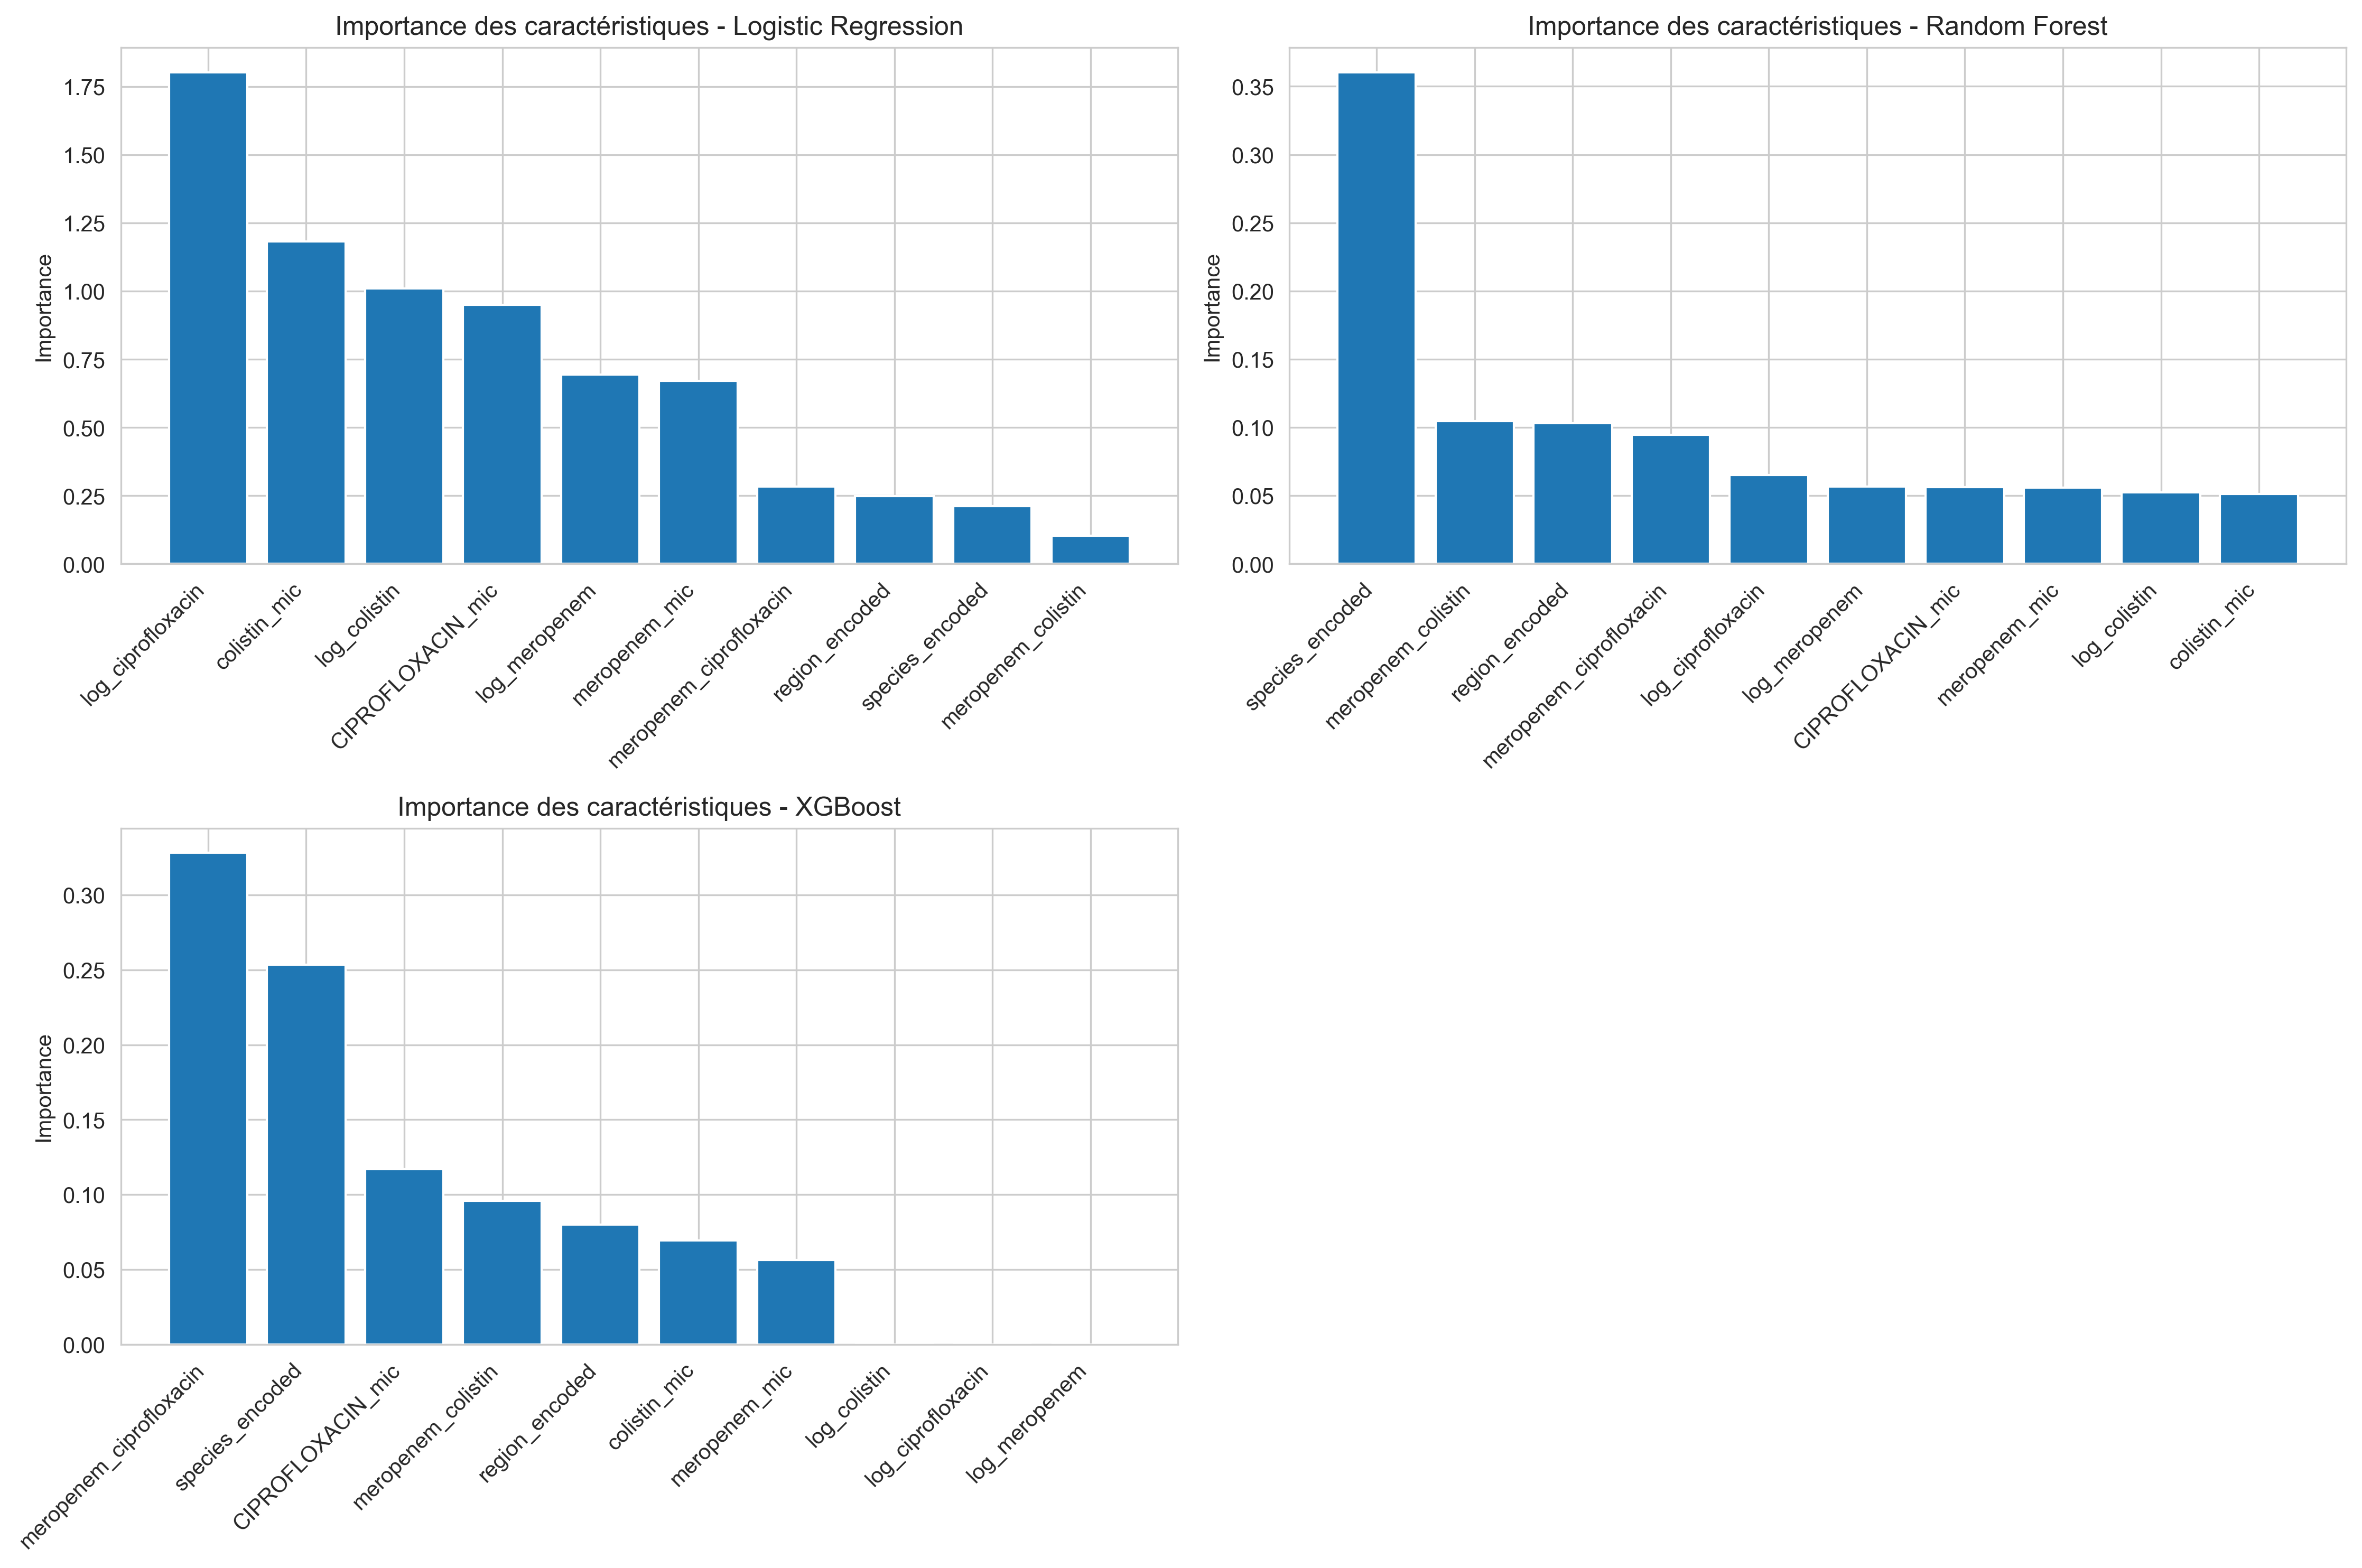 Importance des caractéristiques - Logistic Regression
Importance
1.75
1.50
1.25
1.00
0.75
0.50
0.25
0.00
log_ciprofloxacin
colistin_mic
log_colistin
CIPROFLOXACIN_mic
log_meropenem
meropenem_mic
meropenem_ciprofloxacin
region_encoded
species_encoded
meropenem_colistin
Importance des caractéristiques - Random Forest
Importance
0.35
0.30
0.25
0.20
0.15
0.10
0.05
0.00
species_encoded
meropenem_colistin
region_encoded
meropenem_ciprofloxacin
log_ciprofloxacin
log_meropenem
CIPROFLOXACIN_mic
meropenem_mic
log_colistin
colistin_mic
Importance des caractéristiques - XGBoost
Importance
0.30
0.25
0.20
0.15
0.10
0.05
0.00
meropenem_ciprofloxacin
species_encoded
CIPROFLOXACIN_mic
meropenem_colistin
region_encoded
colistin_mic
meropenem_mic
log_colistin
log_ciprofloxacin
log_meropenem